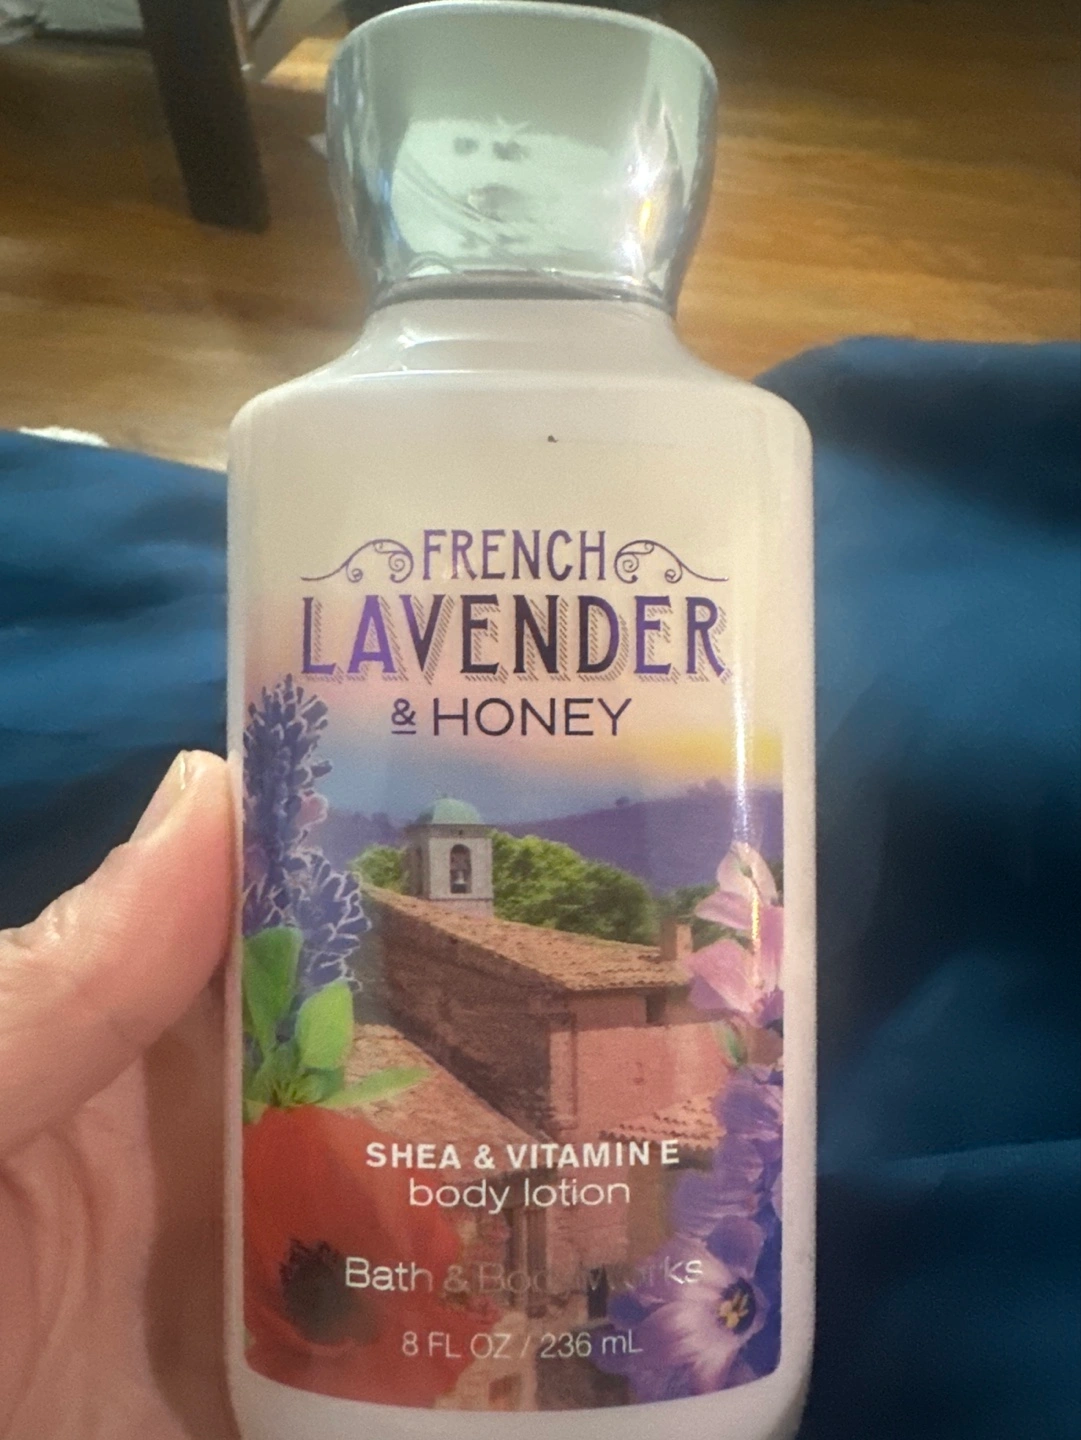 FRENCH
LAVENDER
& HONEY
SHEA & VITAMIN E
body lotion
Bath & Body Works
8 FL OZ / 236 mL